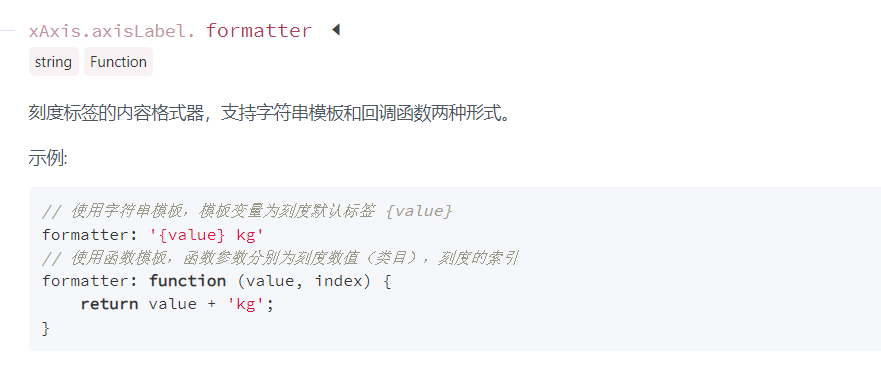 xAxis.axisLabel. formatter
string Function
刻度标签的内容格式器，支持字符串模板和回调函数两种形式。
示例:
// 使用字符串模板，模板变量为刻度默认标签 {value}
formatter: '{value} kg'
// 使用函数模板，函数参数分别为刻度数值（类目），刻度的索引
formatter: function (value, index) {
    return value + 'kg';
}